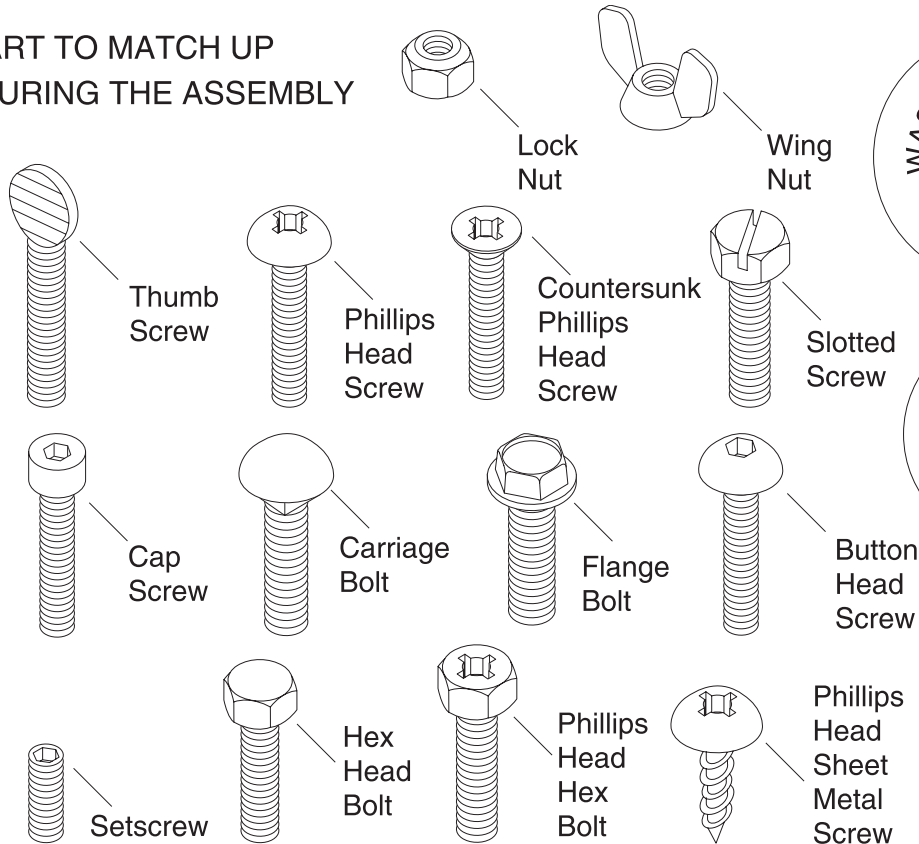 ART TO MATCH UP
URING THE ASSEMBLY
Lock
Nut
Wing
Nut
Thumb
Screw
Phillips
Head
Screw
Countersunk
Phillips
Head
Screw
Slotted
Screw
Cap
Screw
Carriage
Bolt
Flange
Bolt
Button
Head
Screw
Setscrew
Hex
Head
Bolt
Phillips
Head
Hex
Bolt
Phillips
Head
Sheet
Metal
Screw